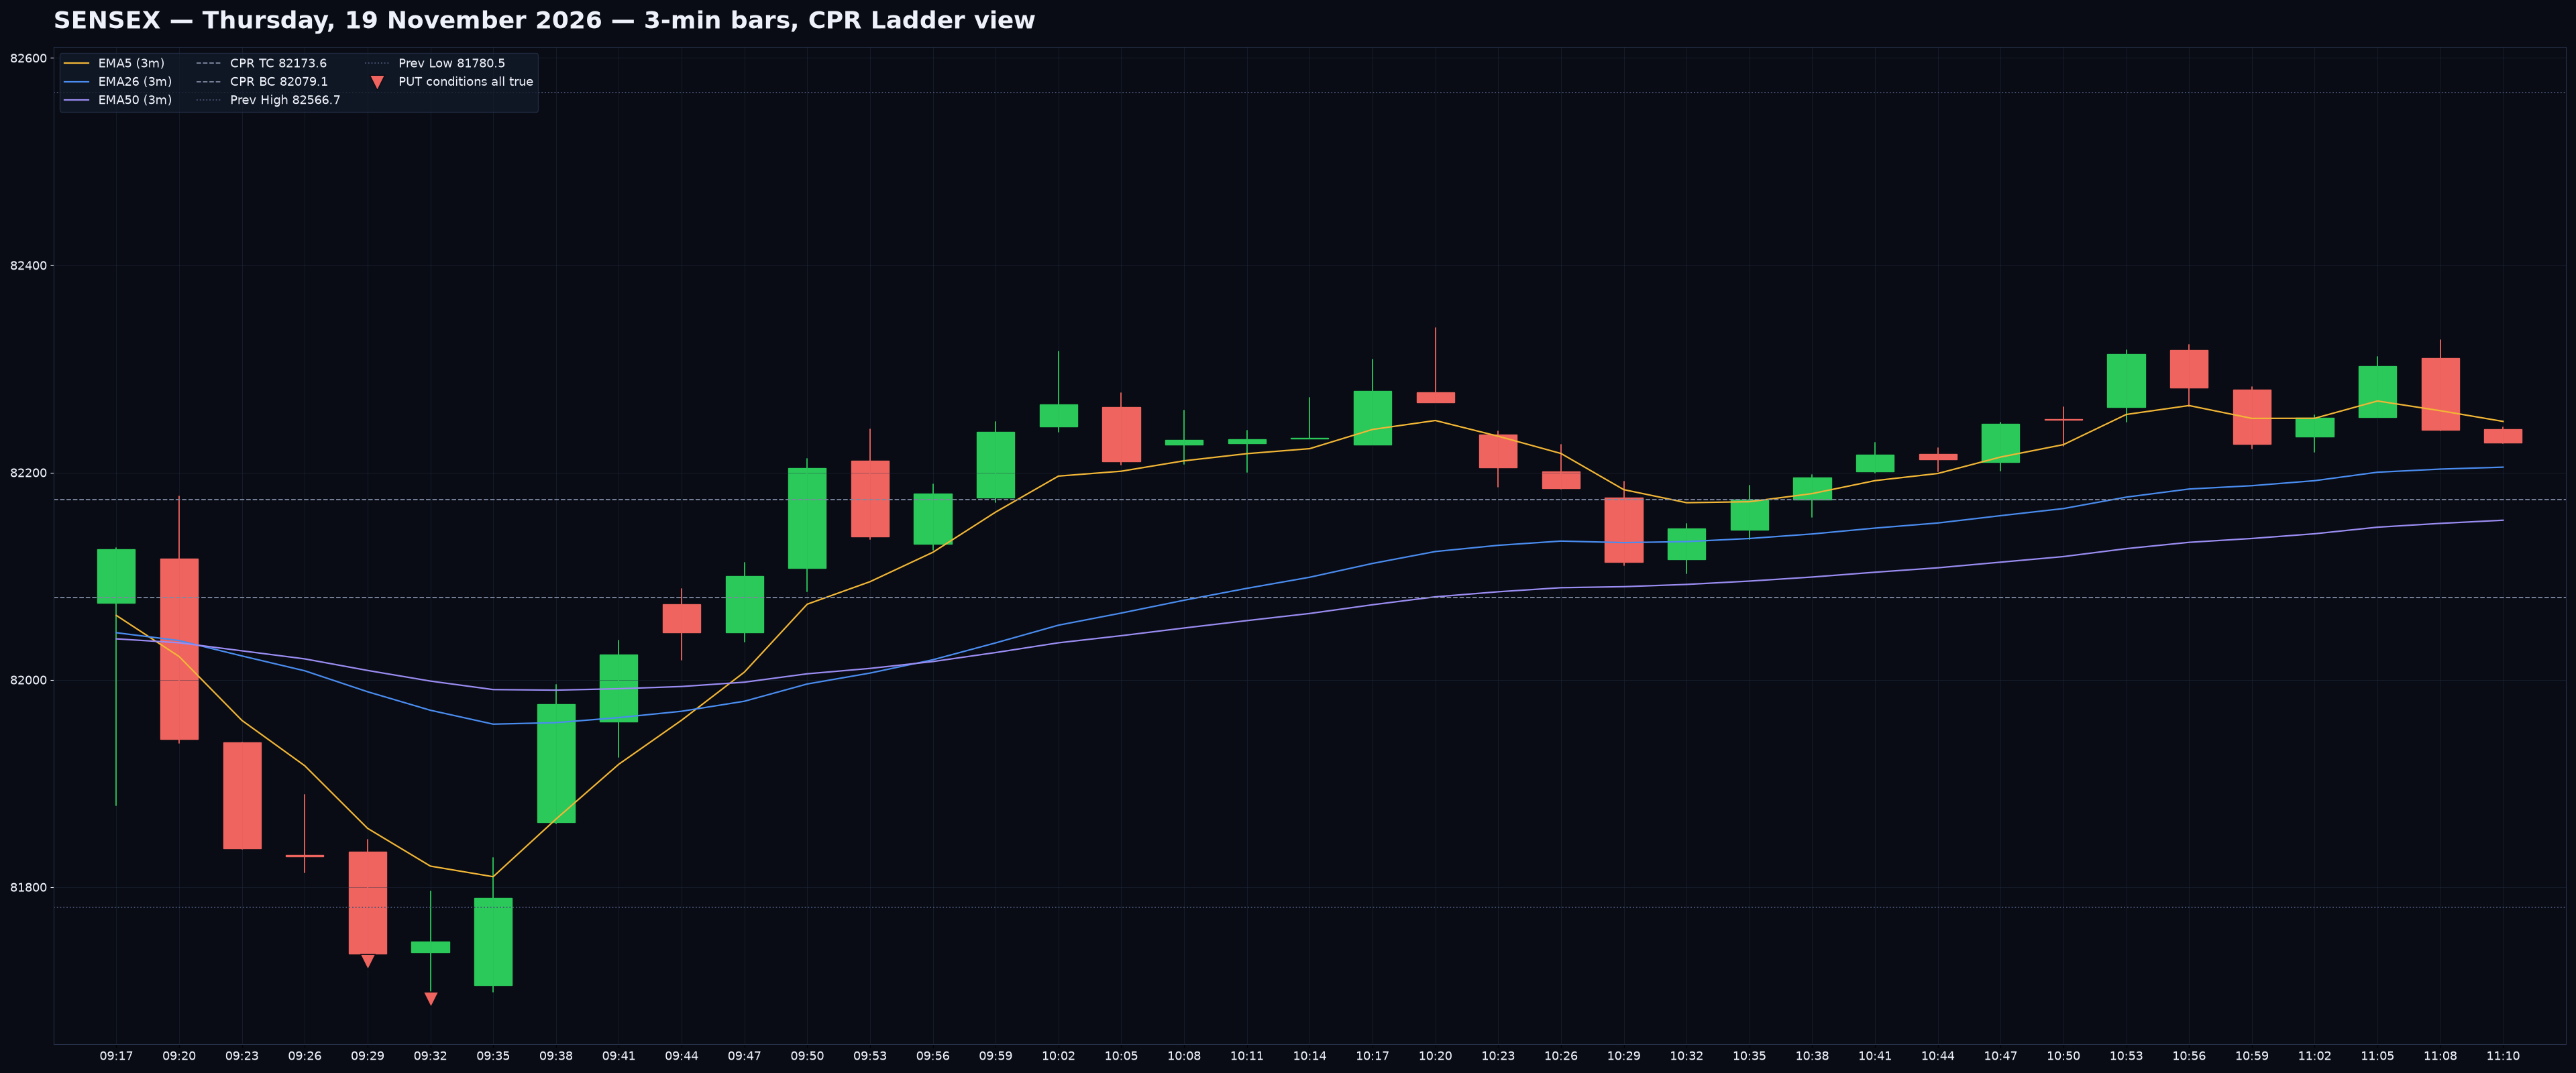 SENSEX — Thursday, 19 November 2026 — 3-min bars, CPR Ladder view
EMA5 (3m)
EMA26 (3m)
EMA50 (3m)
CPR TC 82173.6
CPR BC 82079.1
Prev High 82566.7
Prev Low 81780.5
PUT conditions all true
82600
82400
82200
82000
81800
09:17 09:20 09:23 09:26 09:29 09:32 09:35 09:38 09:41 09:44 09:47 09:50 09:53 09:56 09:59 10:02 10:05 10:08 10:11 10:14 10:17 10:20 10:23 10:26 10:29 10:32 10:35 10:38 10:41 10:44 10:47 10:50 10:53 10:56 10:59 11:02 11:05 11:08 11:10